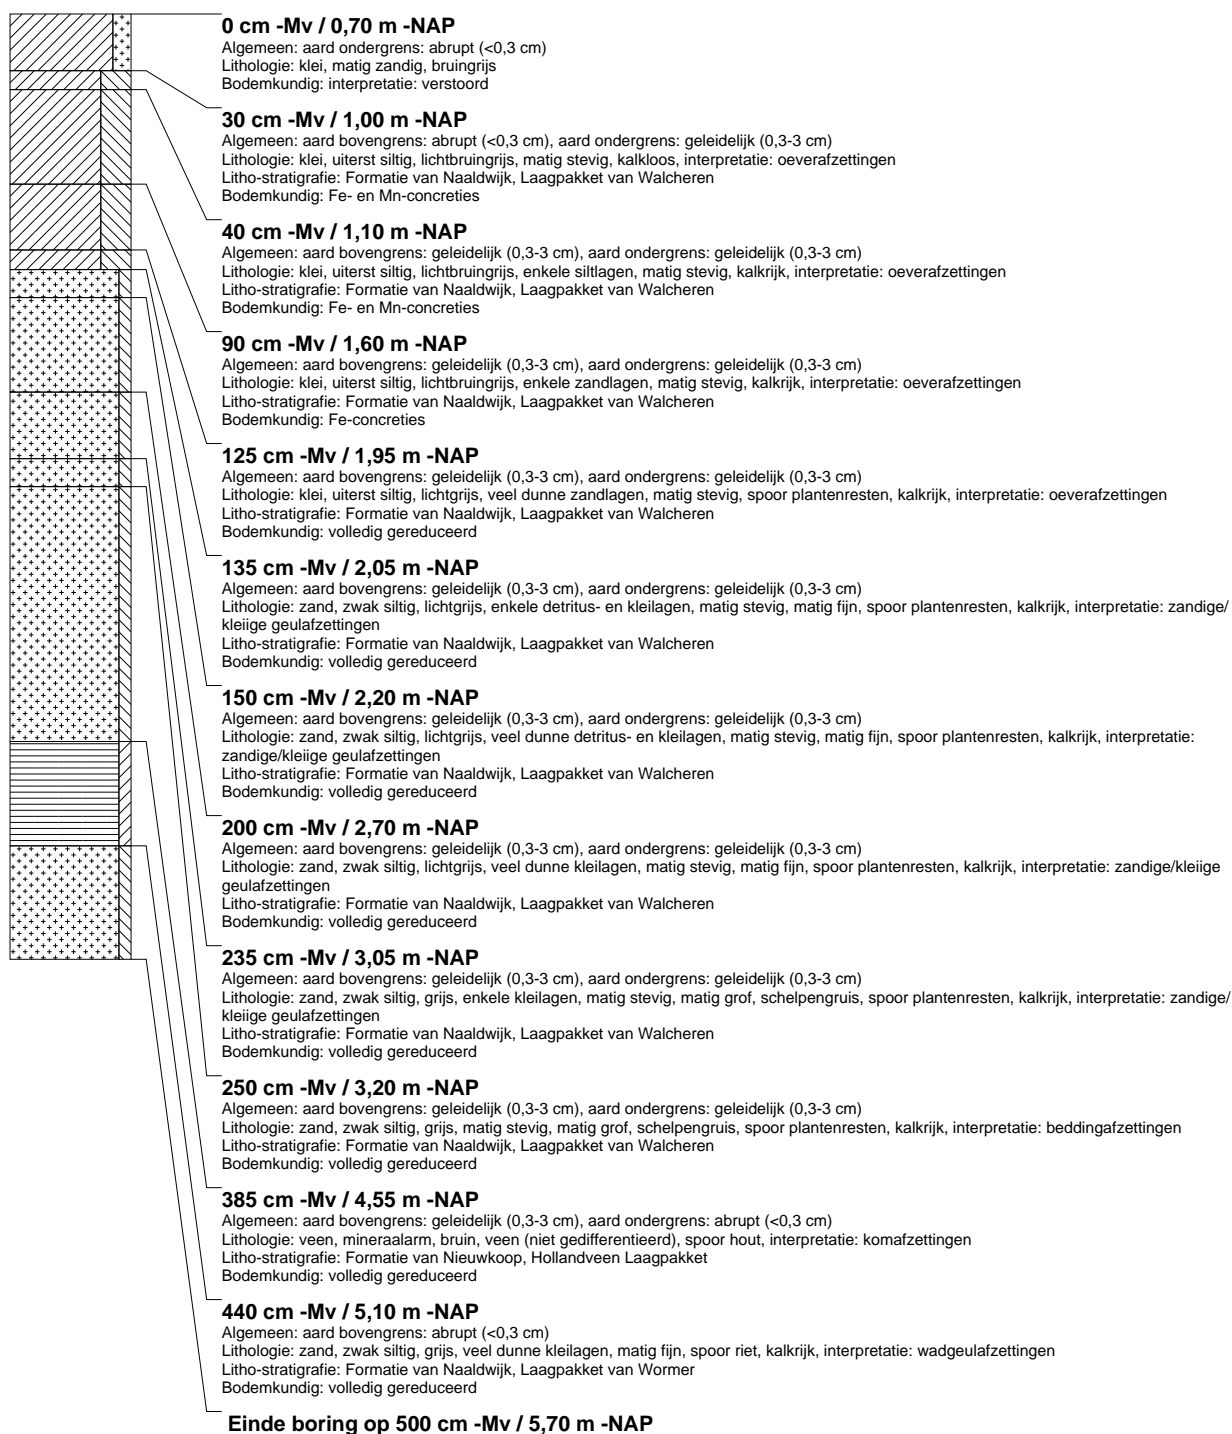 0 cm -Mv / 0,70 m -NAP
Algemeen: aard ondergrens: abrupt (<0,3 cm)
Lithologie: klei, matig zandig, bruingrijs
Bodemkundig: interpretatie: verstoord
30 cm -Mv / 1,00 m -NAP
Algemeen: aard bovengrens: abrupt (<0,3 cm), aard ondergrens: geleidelijk (0,3-3 cm)
Lithologie: klei, uiterst siltig, lichtbruingrijs, matig stevig, kalkloos, interpretatie: oeverafzettingen
Litho-stratigrafie: Formatie van Naaldwijk, Laagpakket van Walcheren
Bodemkundig: Fe- en Mn-concreties
40 cm -Mv / 1,10 m -NAP
Algemeen: aard bovengrens: geleidelijk (0,3-3 cm), aard ondergrens: geleidelijk (0,3-3 cm)
Lithologie: klei, uiterst siltig, lichtbruingrijs, enkele siltlagen, matig stevig, kalkrijk, interpretatie: oeverafzettingen
Litho-stratigrafie: Formatie van Naaldwijk, Laagpakket van Walcheren
Bodemkundig: Fe- en Mn-concreties
90 cm -Mv / 1,60 m -NAP
Algemeen: aard bovengrens: geleidelijk (0,3-3 cm), aard ondergrens: geleidelijk (0,3-3 cm)
Lithologie: klei, uiterst siltig, lichtbruingrijs, enkele zandlagen, matig stevig, kalkrijk, interpretatie: oeverafzettingen
Litho-stratigrafie: Formatie van Naaldwijk, Laagpakket van Walcheren
Bodemkundig: Fe-concreties
125 cm -Mv / 1,95 m -NAP
Algemeen: aard bovengrens: geleidelijk (0,3-3 cm), aard ondergrens: geleidelijk (0,3-3 cm)
Lithologie: klei, uiterst siltig, lichtgrijs, veel dunne zandlagen, matig stevig, spoor plantenresten, kalkrijk, interpretatie: oeverafzettingen
Litho-stratigrafie: Formatie van Naaldwijk, Laagpakket van Walcheren
Bodemkundig: volledig gereduceerd
135 cm -Mv / 2,05 m -NAP
Algemeen: aard bovengrens: geleidelijk (0,3-3 cm), aard ondergrens: geleidelijk (0,3-3 cm)
Lithologie: zand, zwak siltig, lichtgrijs, enkele detritus- en kleilagen, matig stevig, matig fijn, spoor plantenresten, kalkrijk, interpretatie: zandige/
kleiige geulafzettingen
Litho-stratigrafie: Formatie van Naaldwijk, Laagpakket van Walcheren
Bodemkundig: volledig gereduceerd
150 cm -Mv / 2,20 m -NAP
Algemeen: aard bovengrens: geleidelijk (0,3-3 cm), aard ondergrens: geleidelijk (0,3-3 cm)
Lithologie: zand, zwak siltig, lichtgrijs, veel dunne detritus- en kleilagen, matig stevig, matig fijn, spoor plantenresten, kalkrijk, interpretatie:
zandige/kleiige geulafzettingen
Litho-stratigrafie: Formatie van Naaldwijk, Laagpakket van Walcheren
Bodemkundig: volledig gereduceerd
200 cm -Mv / 2,70 m -NAP
Algemeen: aard bovengrens: geleidelijk (0,3-3 cm), aard ondergrens: geleidelijk (0,3-3 cm)
Lithologie: zand, zwak siltig, lichtgrijs, veel dunne kleilagen, matig stevig, matig fijn, spoor plantenresten, kalkrijk, interpretatie: zandige/kleiige
geulafzettingen
Litho-stratigrafie: Formatie van Naaldwijk, Laagpakket van Walcheren
Bodemkundig: volledig gereduceerd
235 cm -Mv / 3,05 m -NAP
Algemeen: aard bovengrens: geleidelijk (0,3-3 cm), aard ondergrens: geleidelijk (0,3-3 cm)
Lithologie: zand, zwak siltig, grijs, enkele kleilagen, matig stevig, matig grof, schelpengruis, spoor plantenresten, kalkrijk, interpretatie: zandige/
kleiige geulafzettingen
Litho-stratigrafie: Formatie van Naaldwijk, Laagpakket van Walcheren
Bodemkundig: volledig gereduceerd
250 cm -Mv / 3,20 m -NAP
Algemeen: aard bovengrens: geleidelijk (0,3-3 cm), aard ondergrens: geleidelijk (0,3-3 cm)
Lithologie: zand, zwak siltig, grijs, matig stevig, matig grof, schelpengruis, spoor plantenresten, kalkrijk, interpretatie: beddingafzettingen
Litho-stratigrafie: Formatie van Naaldwijk, Laagpakket van Walcheren
Bodemkundig: volledig gereduceerd
385 cm -Mv / 4,55 m -NAP
Algemeen: aard bovengrens: geleidelijk (0,3-3 cm), aard ondergrens: abrupt (<0,3 cm)
Lithologie: veen, mineraalarm, bruin, veen (niet gedifferentieerd), spoor hout, interpretatie: komafzettingen
Litho-stratigrafie: Formatie van Nieuwkoop, Hollandveen Laagpakket
Bodemkundig: volledig gereduceerd
440 cm -Mv / 5,10 m -NAP
Algemeen: aard bovengrens: abrupt (<0,3 cm)
Lithologie: zand, zwak siltig, grijs, veel dunne kleilagen, matig fijn, spoor riet, kalkrijk, interpretatie: wadgeulafzettingen
Litho-stratigrafie: Formatie van Naaldwijk, Laagpakket van Wormer
Bodemkundig: volledig gereduceerd
Einde boring op 500 cm -Mv / 5,70 m -NAP